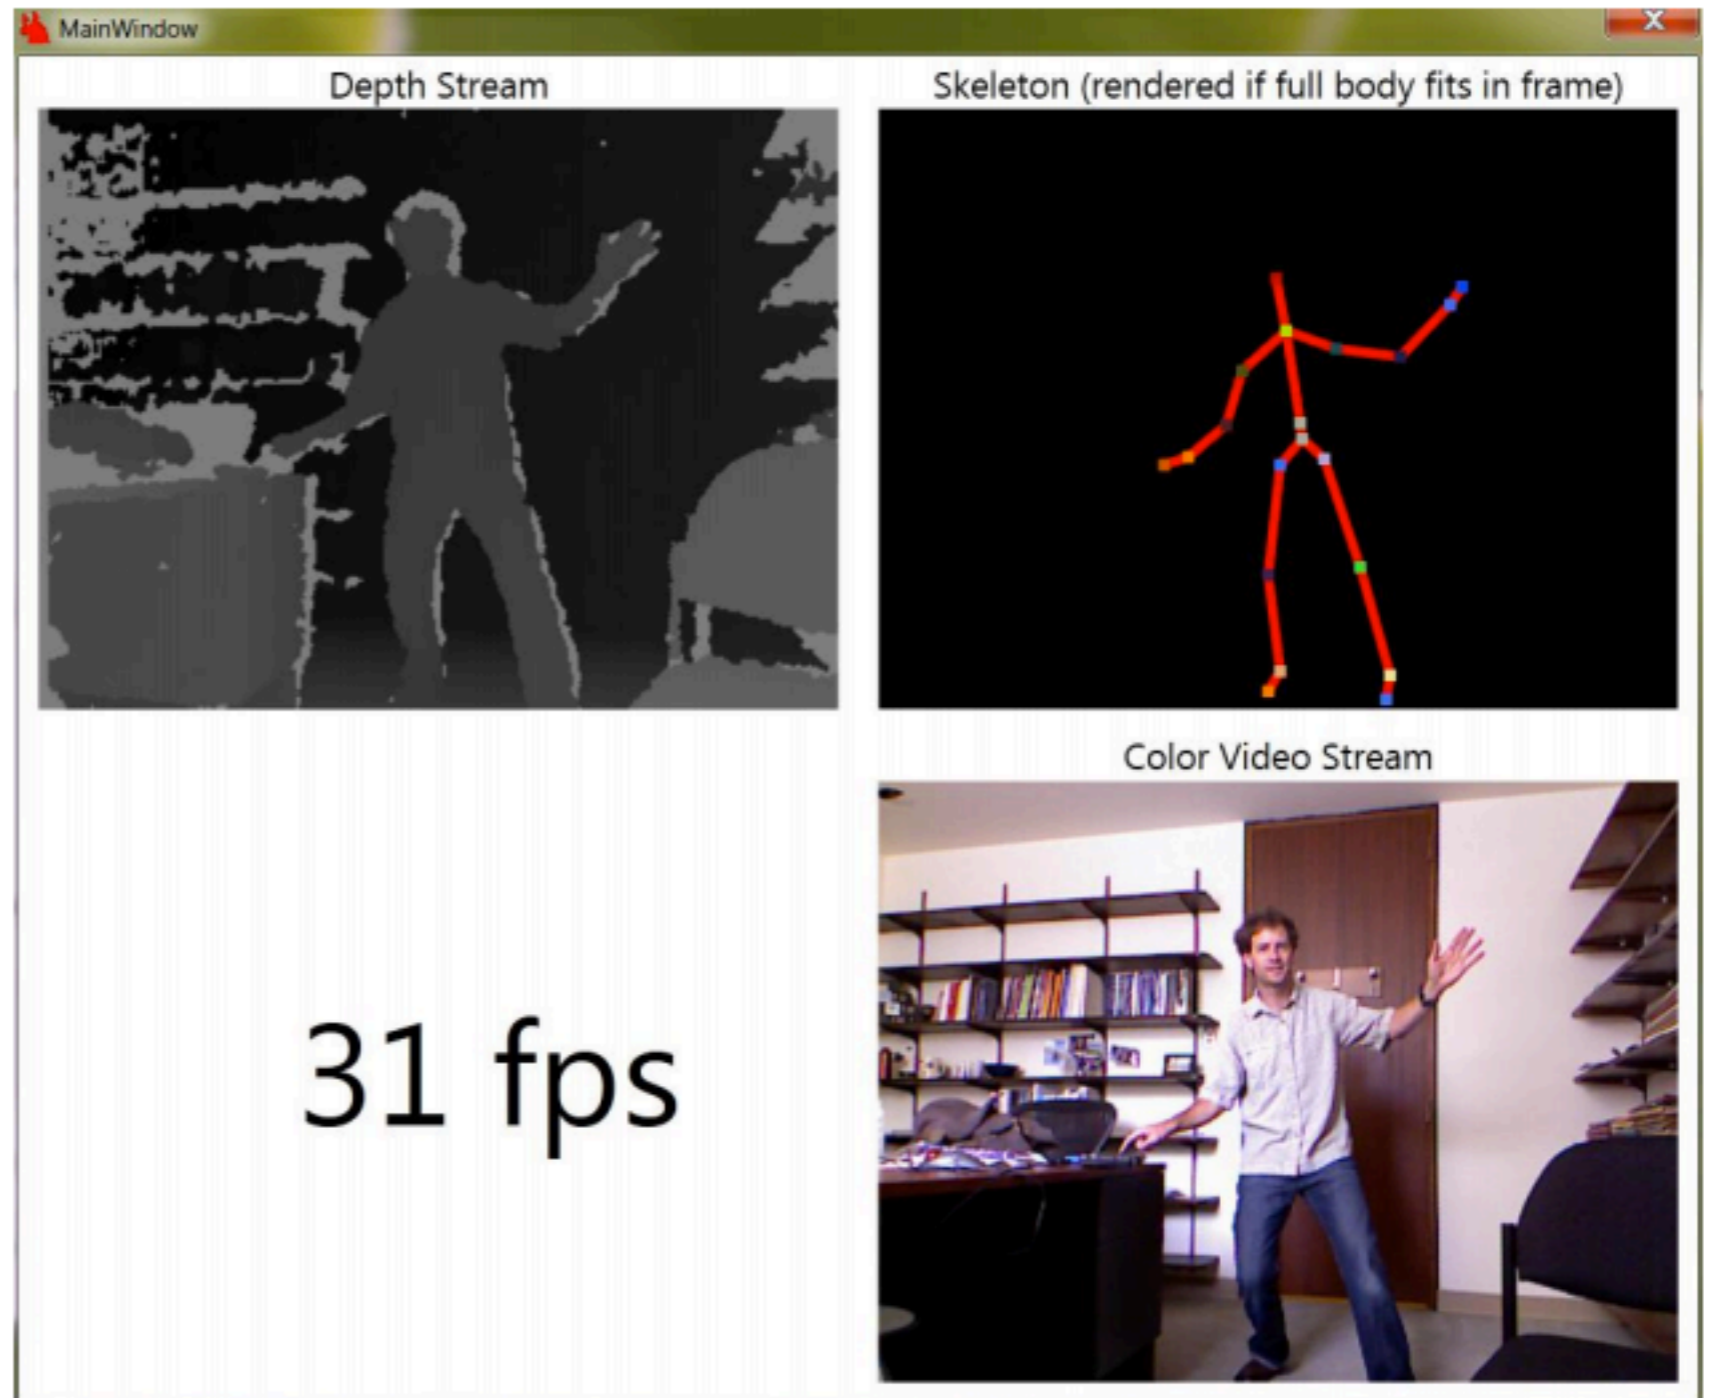 MainWindow
Depth Stream
Skeleton (rendered if full body fits in frame)
Color Video Stream
31 fps